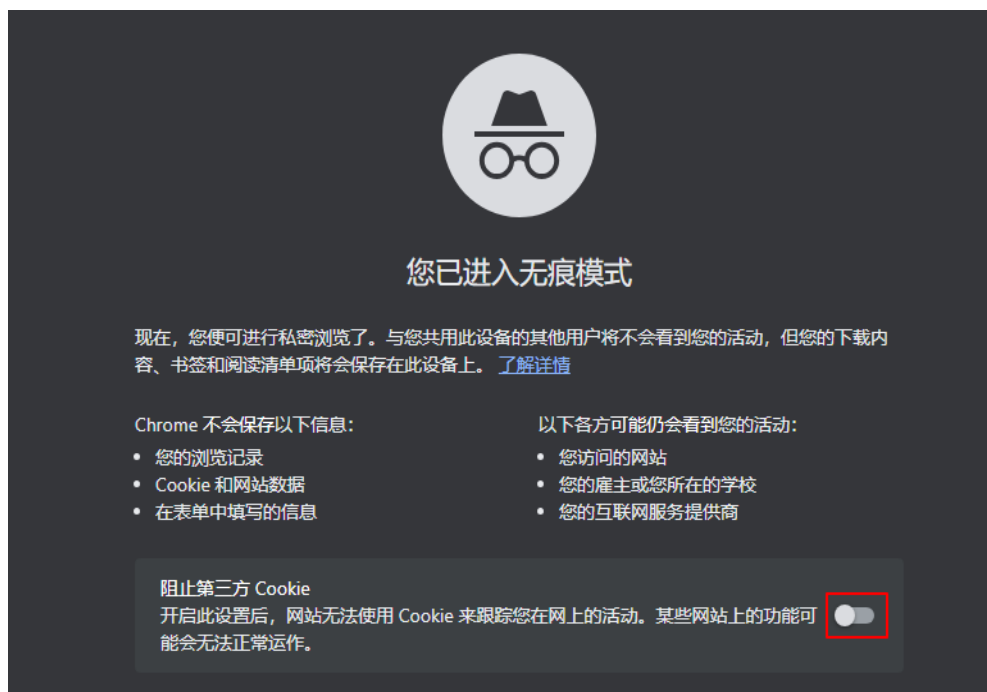 您已进入无痕模式
现在，您便可进行私密浏览了。与您共用此设备的其他用户将不会看到您的活动，但您的下载内
容、书签和阅读清单项将会保存在此设备上。 了解详情
Chrome 不会保存以下信息：
• 您的浏览记录
• Cookie 和网站数据
• 在表单中填写的信息
以下各方可能仍会看到您的活动：
• 您访问的网站
• 您的雇主或您所在的学校
• 您的互联网服务提供商
阻止第三方 Cookie
开启此设置后，网站无法使用 Cookie 来跟踪您在网上的活动。某些网站上的功能可
能会无法正常运作。